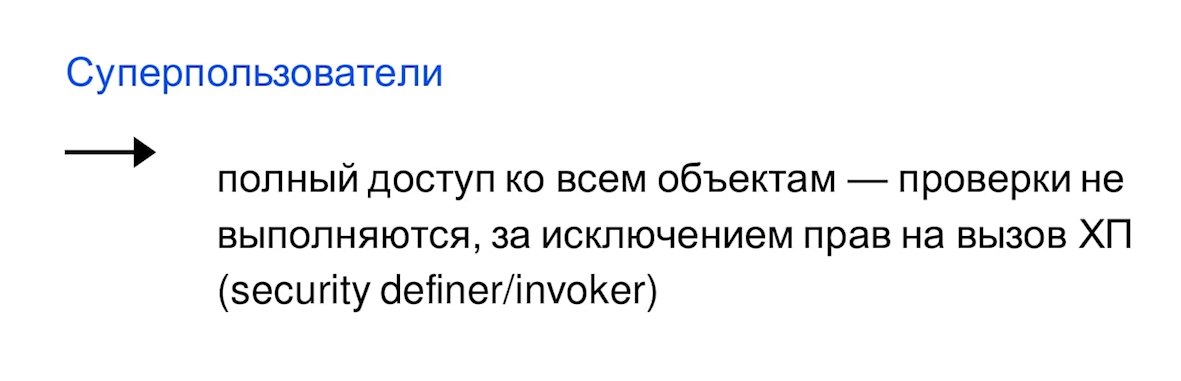 Суперпользователи
полный доступ ко всем объектам — проверки не
выполняются, за исключением прав на вызов ХП
(security definer/invoker)